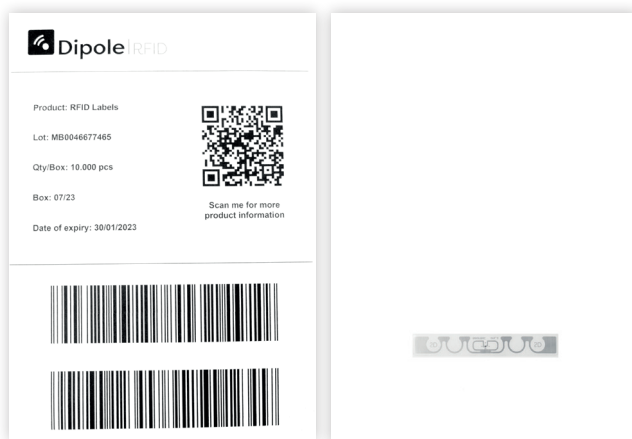 Dipole RFID
Product: RFID Labels
Lot: MB0046677465
Qty/Box: 10.000 pcs
Box: 07/23
Date of expiry: 30/01/2023
Scan me for more
product information